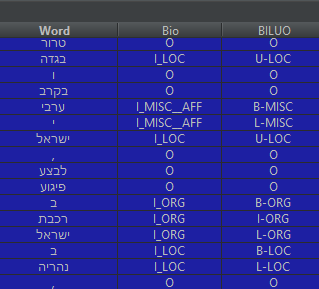 Word Bio BILUO
טרור O O
בגדה I_LOC U-LOC
ו O O
בקרב O O
ערבי I_MISC__AFF B-MISC
י I_MISC__AFF L-MISC
ישראל I_LOC U-LOC
, O O
לבצע O O
פיגוע O O
ב I_ORG B-ORG
רכבת I_ORG I-ORG
ישראל I_ORG L-ORG
ב I_LOC B-LOC
נהריה I_LOC L-LOC
, O O